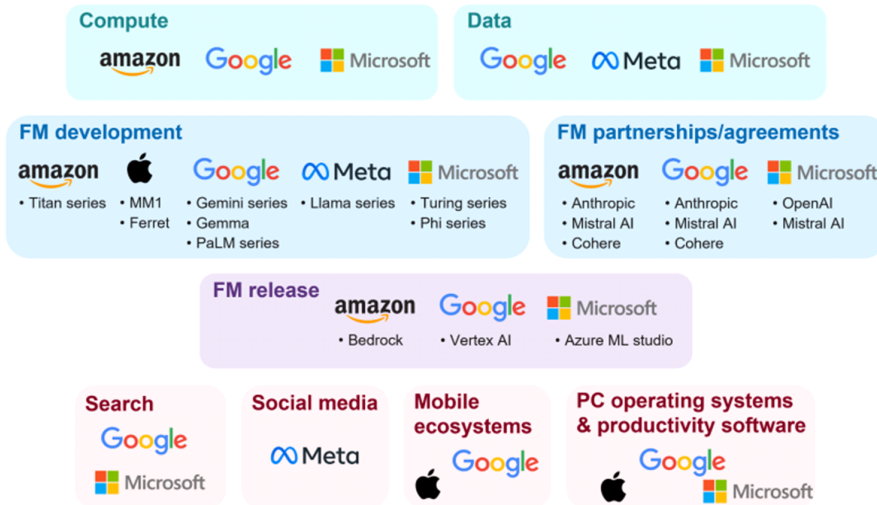 Compute
amazon Google Microsoft
Data
Google Meta Microsoft
FM development
amazon Google Meta Microsoft
• Titan series • MM1 • Gemini series • Llama series • Turing series
• Ferret • Gemma • Phi series
• PaLM series
FM partnerships/agreements
amazon Google Microsoft
• Anthropic • Anthropic • OpenAI
• Mistral AI • Mistral AI • Mistral AI
• Cohere • Cohere
FM release
amazon Google Microsoft
• Bedrock • Vertex AI • Azure ML studio
Search
Google
Microsoft
Social media
Meta
Mobile
ecosystems
Google
PC operating systems
& productivity software
Google
Microsoft